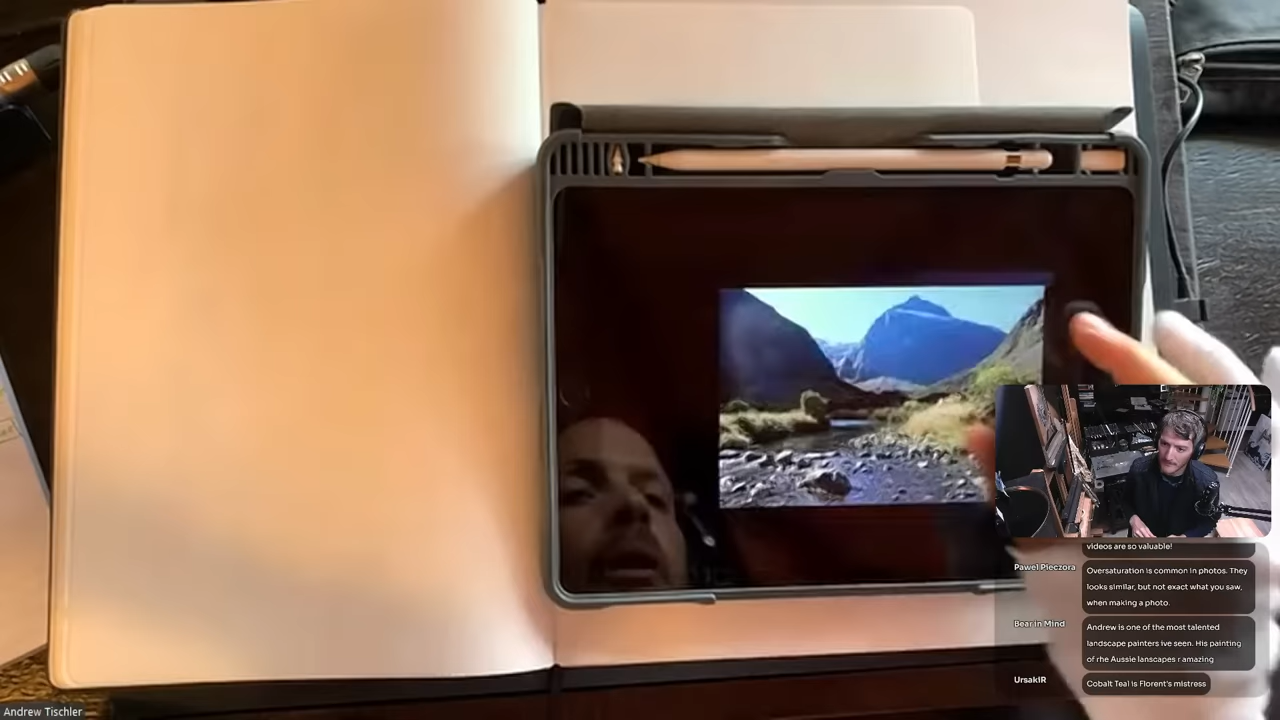 videos are so valuable!
Pawel Pieczora
Oversaturation is common in photos. They
looks similar, but not exact what you saw,
when making a photo.
Bear in Mind
Andrew is one of the most talented
landscape painters ive seen. His painting
of rhe Aussie lanscapes r amazing
UrsakiR
Cobalt Teal is Florent's mistress
Andrew Tischler